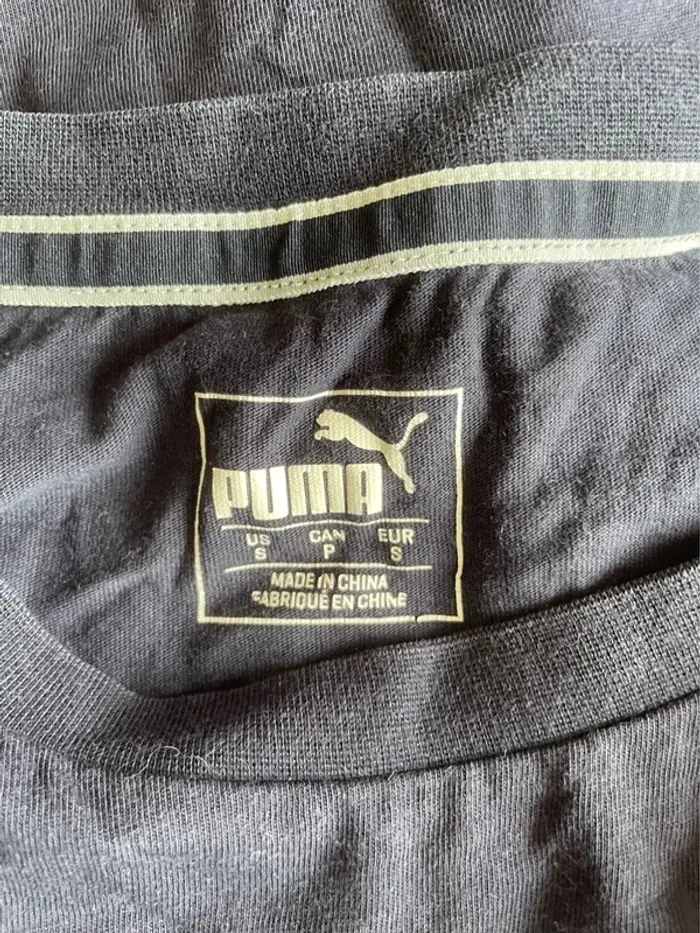 PUMA
US CAN EUR
S P S
MADE IN CHINA
FABRIQUÉ EN CHINE